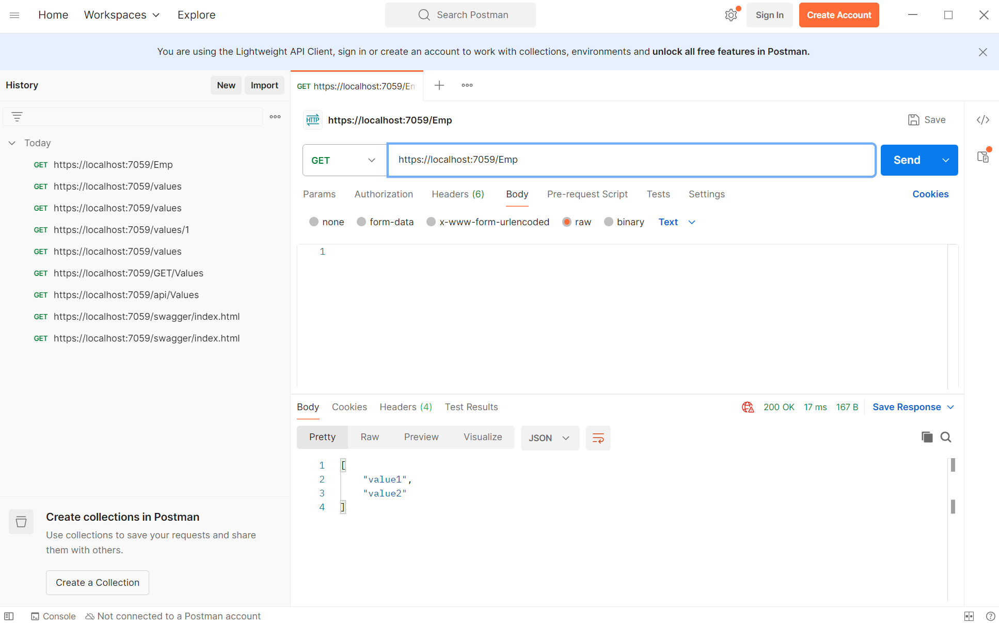 Home Workspaces Explore Search Postman Sign In Create Account
You are using the Lightweight API Client, sign in or create an account to work with collections, environments and unlock all free features in Postman.
History New Import
GET https://localhost:7059/Em
Today
GET https://localhost:7059/Emp
GET https://localhost:7059/values
GET https://localhost:7059/values
GET https://localhost:7059/values/1
GET https://localhost:7059/values
GET https://localhost:7059/GET/Values
GET https://localhost:7059/api/Values
GET https://localhost:7059/swagger/index.html
GET https://localhost:7059/swagger/index.html
Create collections in Postman
Use collections to save your requests and share
them with others.
Create a Collection
HTTP https://localhost:7059/Emp Save </>
GET https://localhost:7059/Emp Send
Params Authorization Headers (6) Body Pre-request Script Tests Settings Cookies
none form-data x-www-form-urlencoded raw binary Text
1
Body Cookies Headers (4) Test Results 200 OK 17 ms 167 B Save Response
Pretty Raw Preview Visualize JSON
1 [
2 "value1",
3 "value2"
4 ]
Console Not connected to a Postman account